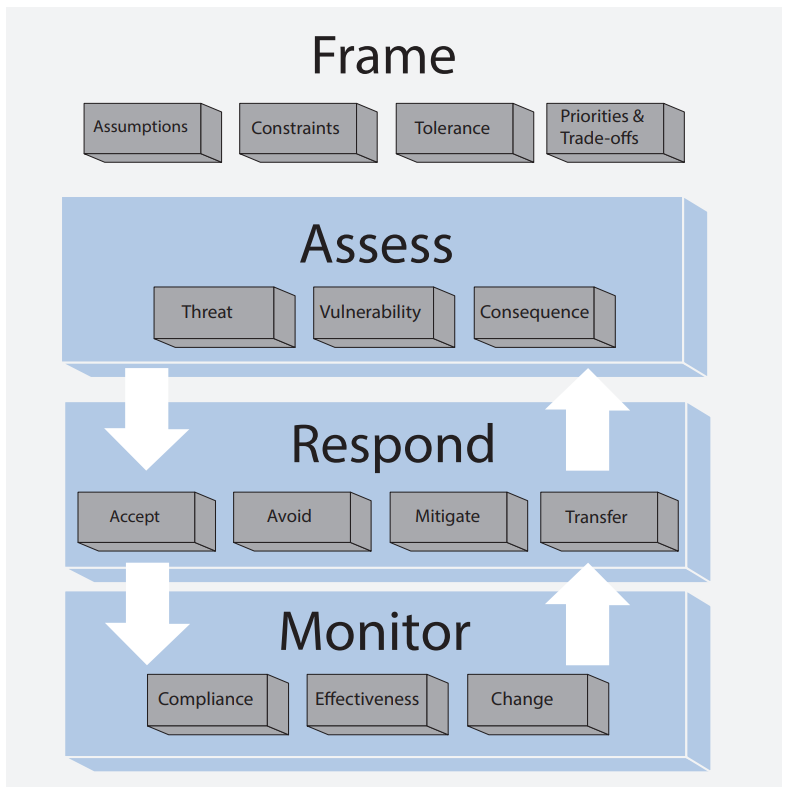 Frame
Assumptions
Constraints
Tolerance
Priorities &
Trade-offs
Assess
Threat
Vulnerability
Consequence
Respond
Accept
Avoid
Mitigate
Transfer
Monitor
Compliance
Effectiveness
Change